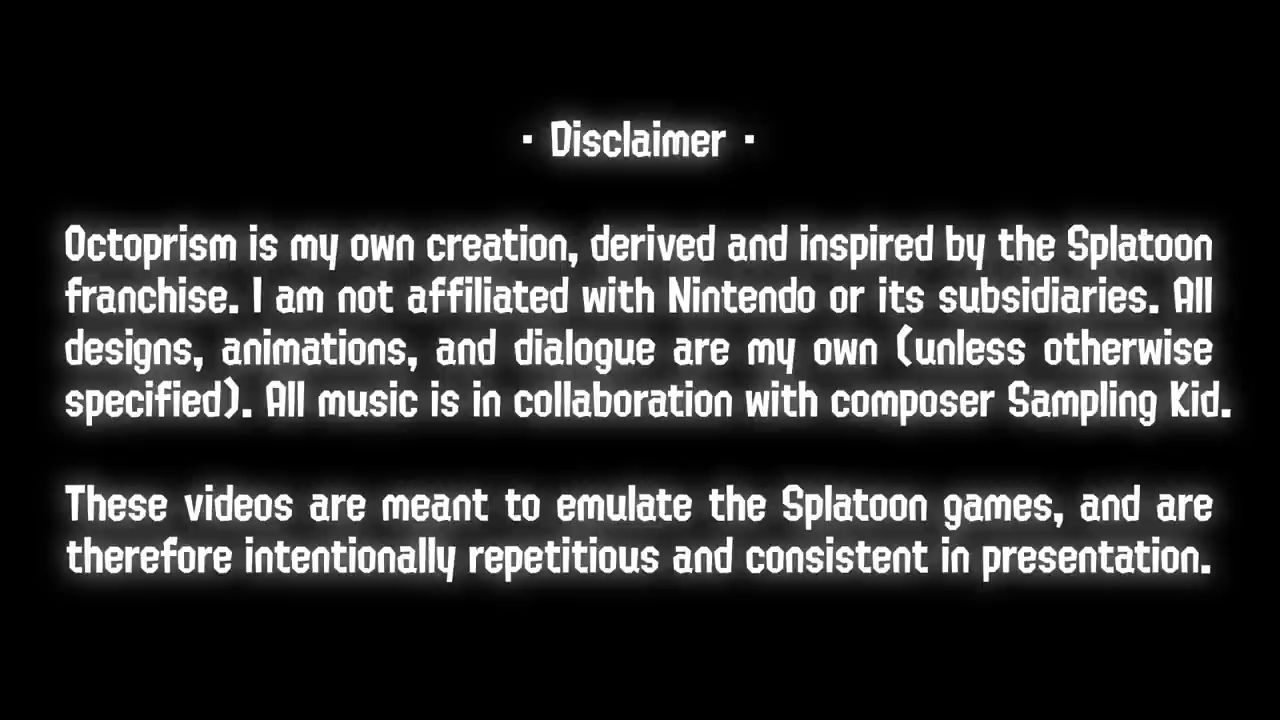 · Disclaimer ·
Octoprism is my own creation, derived and inspired by the Splatoon
franchise. I am not affiliated with Nintendo or its subsidiaries. All
designs, animations, and dialogue are my own (unless otherwise
specified). All music is in collaboration with composer Sampling Kid.
These videos are meant to emulate the Splatoon games, and are
therefore intentionally repetitious and consistent in presentation.